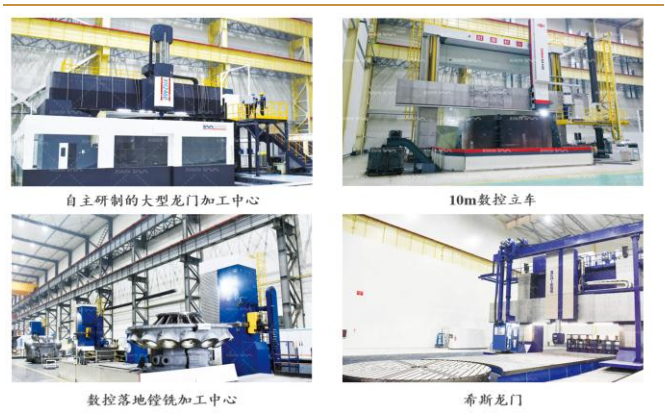 自主研制的大型龙门加工中心
10m数控立车
数控落地镗铣加工中心
希斯龙门